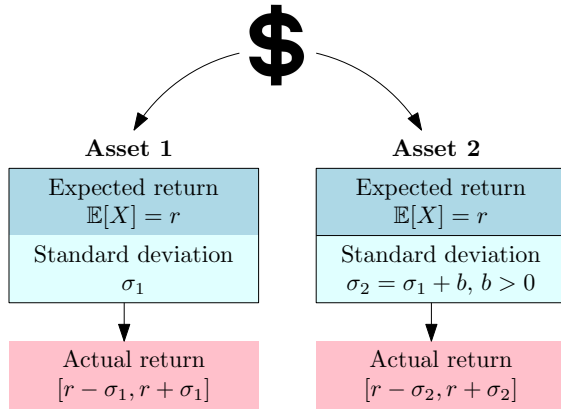 $
Asset 1
Asset 2
Expected return
𝔼[X] = r
Standard deviation
σ₁
Actual return
[r − σ₁, r + σ₁]
Expected return
𝔼[X] = r
Standard deviation
σ₂ = σ₁ + b, b > 0
Actual return
[r − σ₂, r + σ₂]